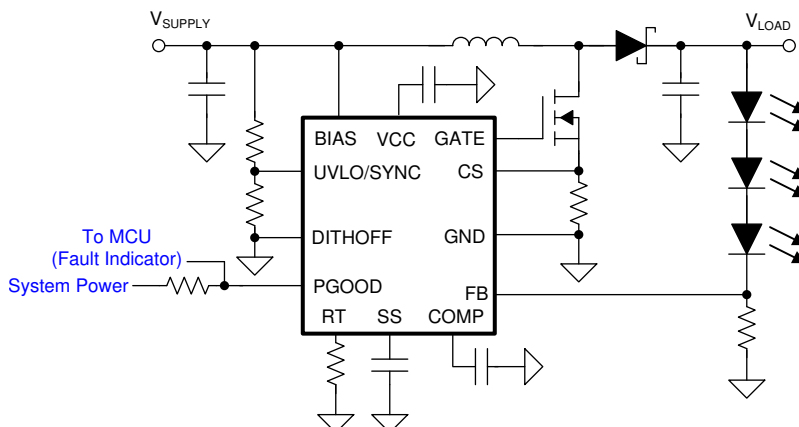 VSUPPLY
VLOAD
BIAS
VCC
GATE
UVLO/SYNC
CS
To MCU
(Fault Indicator)
DITHOFF
GND
System Power
PGOOD
FB
RT
SS
COMP